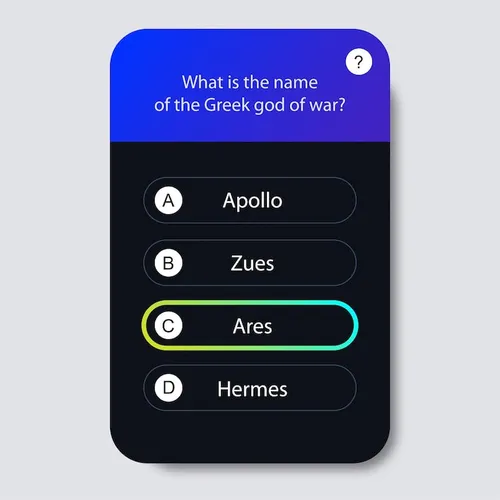 ?
What is the name
of the Greek god of war?
A Apollo
B Zues
C Ares
D Hermes